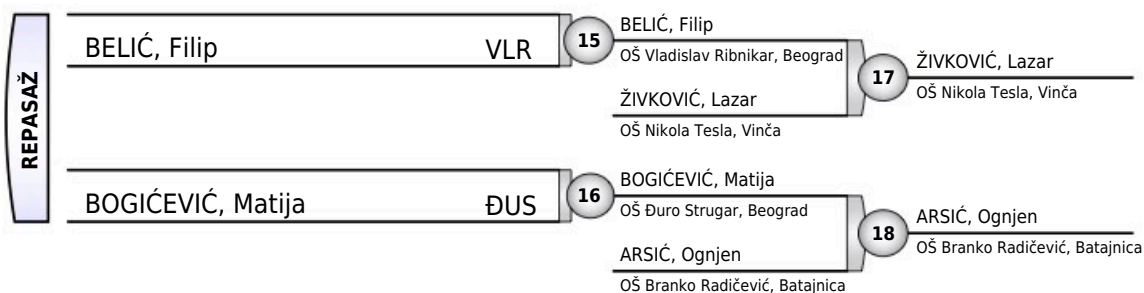 REPASAŽ
BELIĆ, Filip VLR
15
BELIĆ, Filip
OŠ Vladislav Ribnikar, Beograd
ŽIVKOVIĆ, Lazar
OŠ Nikola Tesla, Vinča
17
ŽIVKOVIĆ, Lazar
OŠ Nikola Tesla, Vinča
BOGIĆEVIĆ, Matija ĐUS
16
BOGIĆEVIĆ, Matija
OŠ Đuro Strugar, Beograd
ARSIĆ, Ognjen
OŠ Branko Radičević, Batajnica
18
ARSIĆ, Ognjen
OŠ Branko Radičević, Batajnica